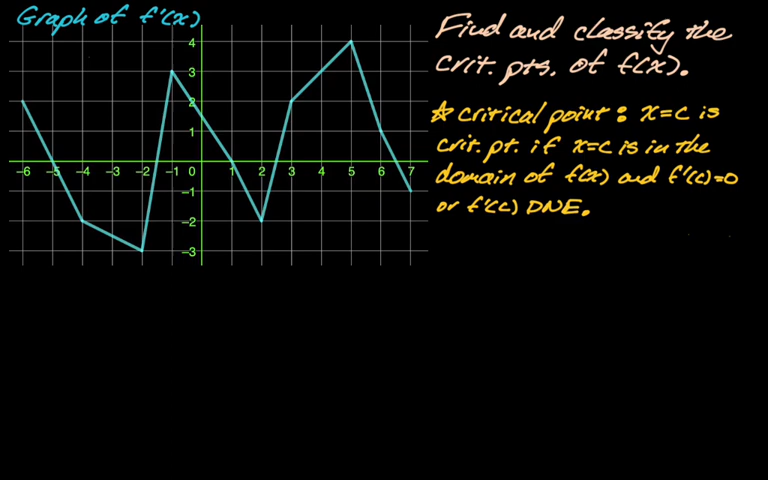 Graph of f'(x)
4
3
2
1
-6 -5 -4 -3 -2 -1 0 1 2 3 4 5 6 7
-1
-2
-3
Find and classify the
crit. pts. of f(x).
☆ critical point : x=c is
crit. pt. if x=c is in the
domain of f(x) and f'(c)=0
or f'(c) DNE.